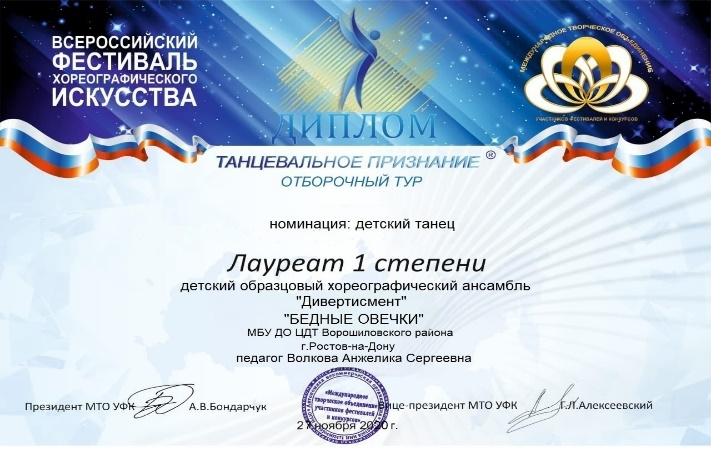 ВСЕРОССИЙСКИЙ
ФЕСТИВАЛЬ
ХОРЕОГРАФИЧЕСКОГО
ИСКУССТВА
МЕЖДУНАРОДНОЕ ТВОРЧЕСКОЕ ОБЪЕДИНЕНИЕ
УЧАСТНИКОВ ФЕСТИВАЛЕЙ И КОНКУРСОВ
ДИПЛОМ
ТАНЦЕВАЛЬНОЕ ПРИЗНАНИЕ ®
ОТБОРОЧНЫЙ ТУР
номинация: детский танец
Лауреат 1 степени
детский образцовый хореографический ансамбль
"Дивертисмент"
"БЕДНЫЕ ОВЕЧКИ"
МБУ ДО ЦДТ Ворошиловского района
г.Ростов-на-Дону
педагог Волкова Анжелика Сергеевна
Президент МТО УФК А.В.Бондарчук
«Международное
творческое объединение
участников фестивалей
и конкурсов»
Вице-президент МТО УФК Г.Л.Алексеевский
27 ноября 2020 г.